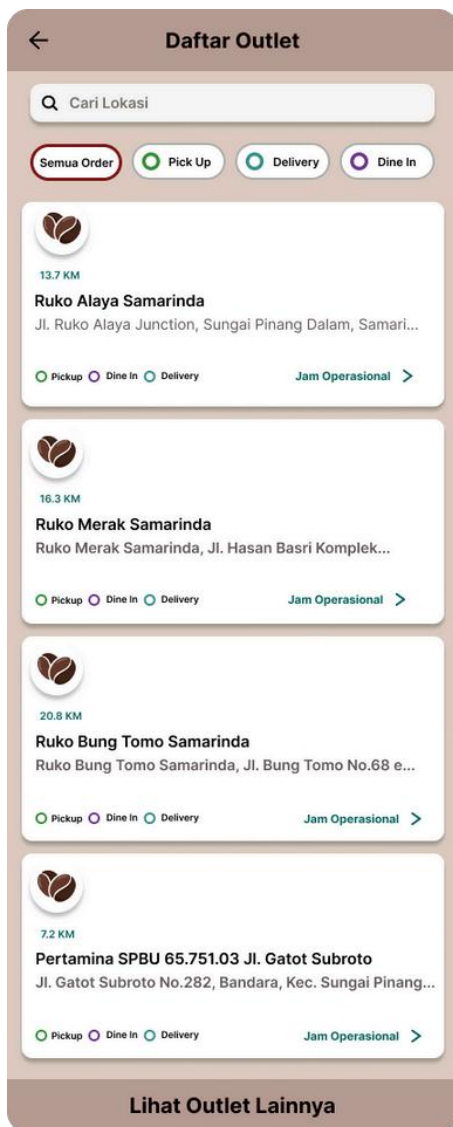 Daftar Outlet
Cari Lokasi
Semua Order Pick Up Delivery Dine In
13.7 KM
Ruko Alaya Samarinda
Jl. Ruko Alaya Junction, Sungai Pinang Dalam, Samari...
Pickup Dine In Delivery Jam Operasional >
16.3 KM
Ruko Merak Samarinda
Ruko Merak Samarinda, Jl. Hasan Basri Komplek...
Pickup Dine In Delivery Jam Operasional >
20.8 KM
Ruko Bung Tomo Samarinda
Ruko Bung Tomo Samarinda, Jl. Bung Tomo No.68 e...
Pickup Dine In Delivery Jam Operasional >
7.2 KM
Pertamina SPBU 65.751.03 Jl. Gatot Subroto
Jl. Gatot Subroto No.282, Bandara, Kec. Sungai Pinang...
Pickup Dine In Delivery Jam Operasional >
Lihat Outlet Lainnya